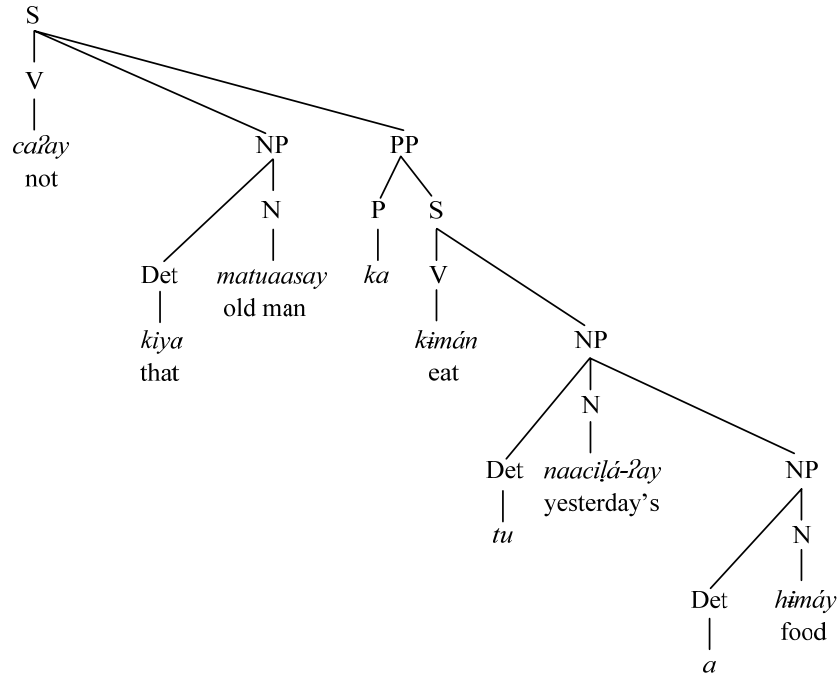 S
V
caʔay NP PP
not
N P S
Det matuaasay ka V
old man
kiya kɨmán NP
that eat
N
Det naaciḷá-ʔay NP
yesterday's
tu N
Det hɨmáy
food
a